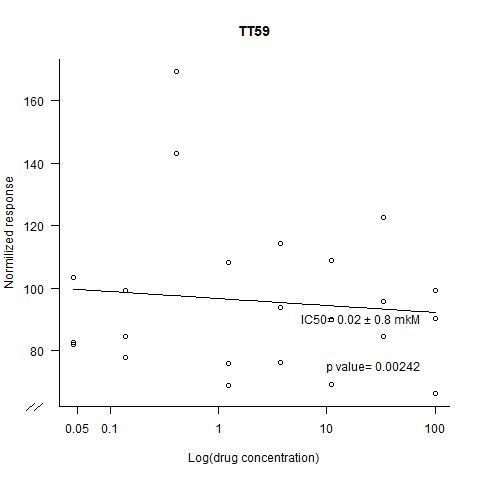 TT59
Normilized response
160
140
120
100
80
IC50= 0.02 ± 0.8 mkM
p value= 0.00242
0.05 0.1 1 10 100
Log(drug concentration)